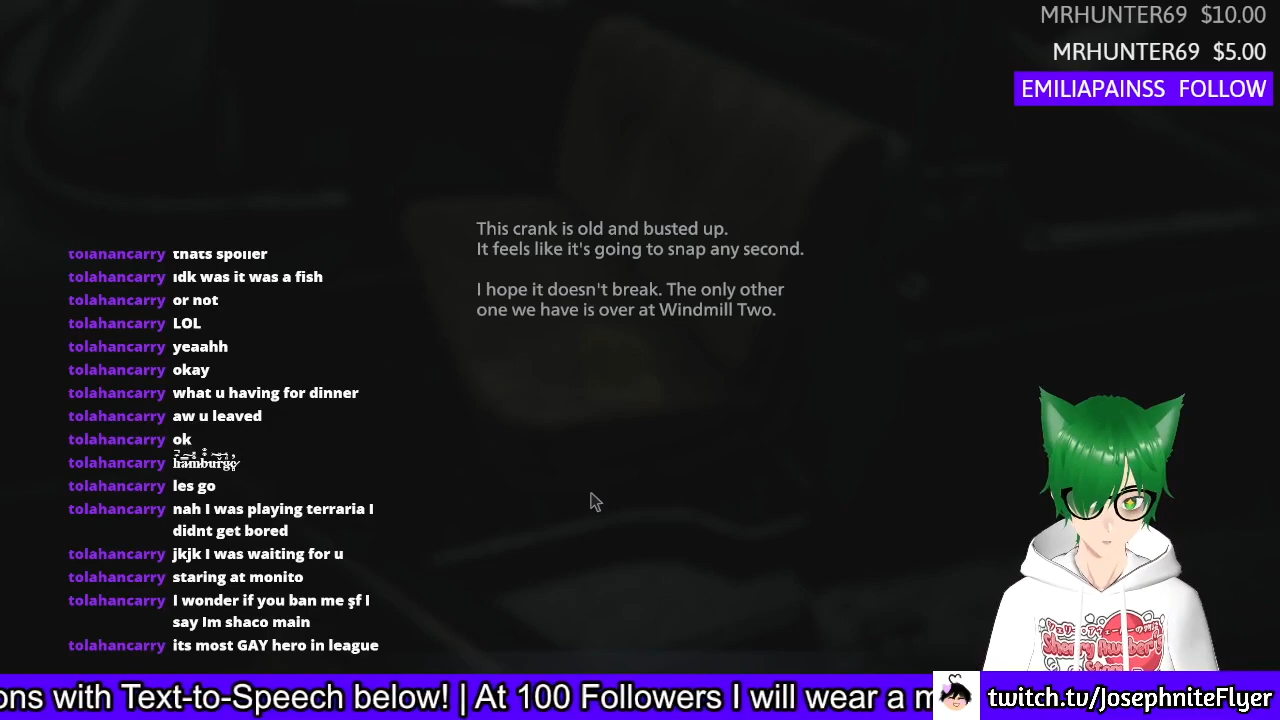 MRHUNTER69 $10.00
MRHUNTER69 $5.00
EMILIAPAINSS FOLLOW
This crank is old and busted up.
It feels like it's going to snap any second.
I hope it doesn't break. The only other
one we have is over at Windmill Two.
tolahancarry thats spoiler
tolahancarry ıdk was it was a fish
tolahancarry or not
tolahancarry LOL
tolahancarry yeaahh
tolahancarry okay
tolahancarry what u having for dinner
tolahancarry aw u leaved
tolahancarry ok
tolahancarry
tolahancarry les go
tolahancarry nah I was playing terraria I
didnt get bored
tolahancarry jkjk I was waiting for u
tolahancarry staring at monito
tolahancarry I wonder if you ban me şf I
say Im shaco main
tolahancarry its most GAY hero in league
ons with Text-to-Speech below! | At 100 Followers I will wear a
twitch.tv/JosephniteFlyer